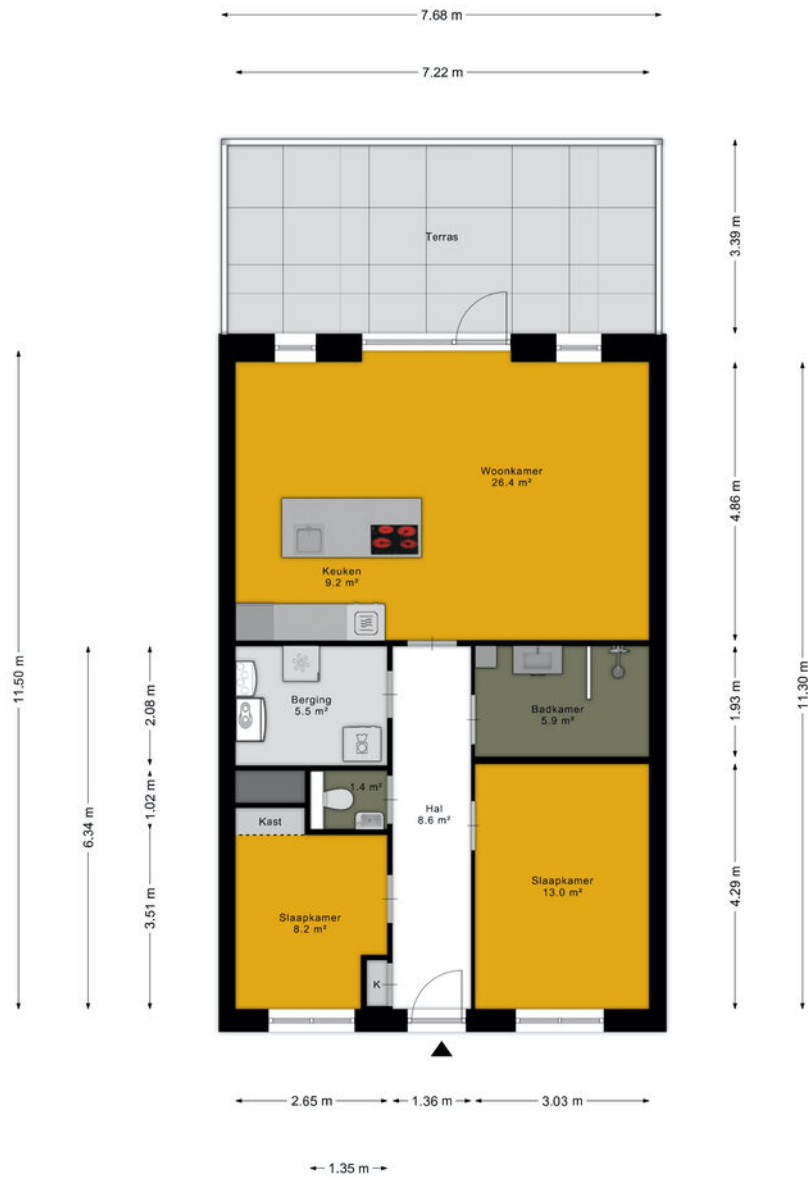 7.68 m
7.22 m
Terras
3.39 m
Woonkamer
26.4 m²
4.86 m
Keuken
9.2 m²
11.50 m
11.30 m
Berging
5.5 m²
2.08 m
Badkamer
5.9 m²
1.93 m
1.4 m²
1.02 m
Hal
8.6 m²
Kast
6.34 m
Slaapkamer
13.0 m²
4.29 m
Slaapkamer
8.2 m²
3.51 m
K
2.65 m
1.36 m
3.03 m
1.35 m